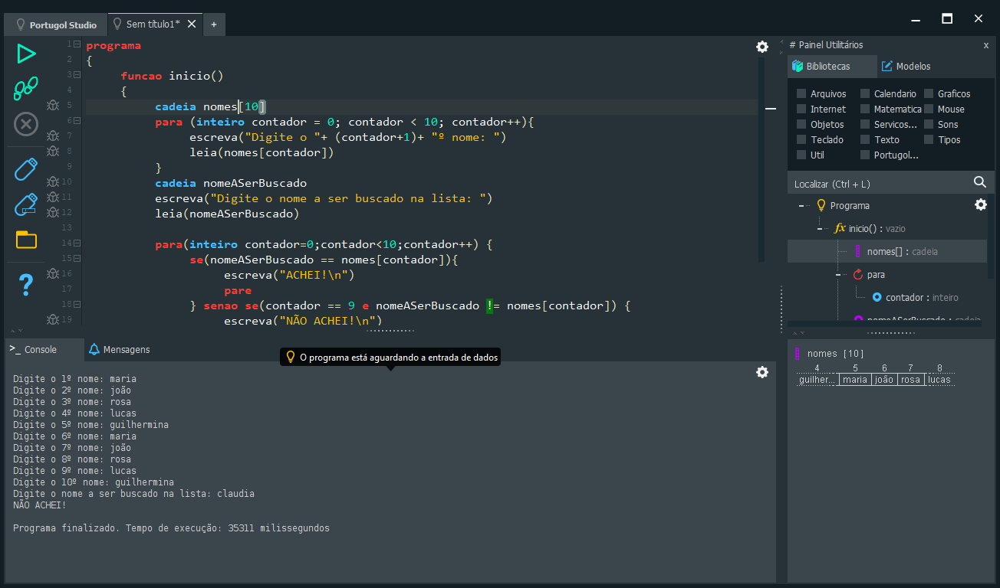 Portugol Studio
Sem título1*
+
1 programa
2 {
3 funcao inicio()
4 {
5 cadeia nomes[10]
6 para (inteiro contador = 0; contador < 10; contador++){
7 escreva("Digite o "+ (contador+1)+ "º nome: ")
8 leia(nomes[contador])
9 }
10 cadeia nomeASerBuscado
11 escreva("Digite o nome a ser buscado na lista: ")
12 leia(nomeASerBuscado)
13
14 para(inteiro contador=0;contador<10;contador++) {
15 se(nomeASerBuscado == nomes[contador]){
16 escreva("ACHEI!\n")
17 pare
18 } senao se(contador == 9 e nomeASerBuscado != nomes[contador]) {
19 escreva("NÃO ACHEI!\n")
# Painel Utilitários x
Bibliotecas Modelos
Arquivos Calendario Graficos
Internet Matematica Mouse
Objetos Servicos... Sons
Teclado Texto Tipos
Util Portugol...
Localizar (Ctrl + L)
Programa
fx inicio() : vazio
nomes[] : cadeia
para
contador : inteiro
nomeASerBuscado : cadeia
>_ Console Mensagens
O programa está aguardando a entrada de dados
Digite o 1º nome: maria
Digite o 2º nome: joão
Digite o 3º nome: rosa
Digite o 4º nome: lucas
Digite o 5º nome: guilhermina
Digite o 6º nome: maria
Digite o 7º nome: joão
Digite o 8º nome: rosa
Digite o 9º nome: lucas
Digite o 10º nome: guilhermina
Digite o nome a ser buscado na lista: claudia
NÃO ACHEI!
Programa finalizado. Tempo de execução: 35311 milissegundos
nomes [10]
4 5 6 7 8
guilher... maria joão rosa lucas